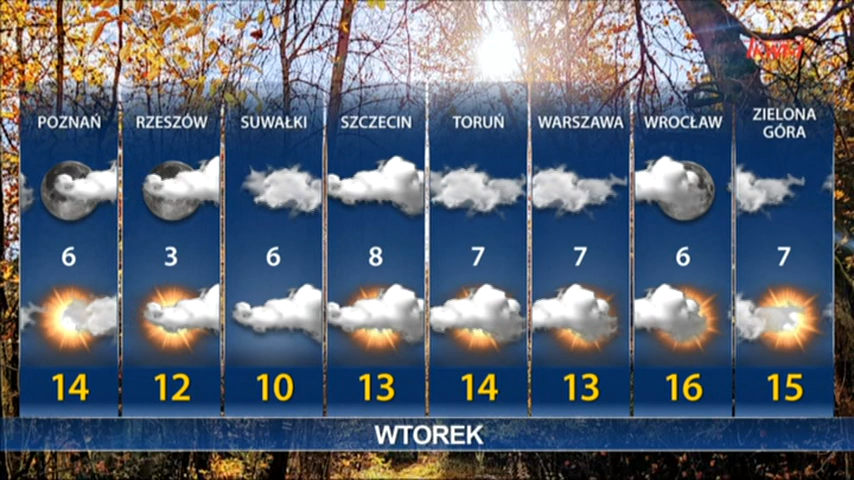 POZNAŃ
RZESZÓW
SUWAŁKI
SZCZECIN
TORUŃ
WARSZAWA
WROCŁAW
ZIELONA
GÓRA
6
3
6
8
7
7
6
7
14
12
10
13
14
13
16
15
WTOREK